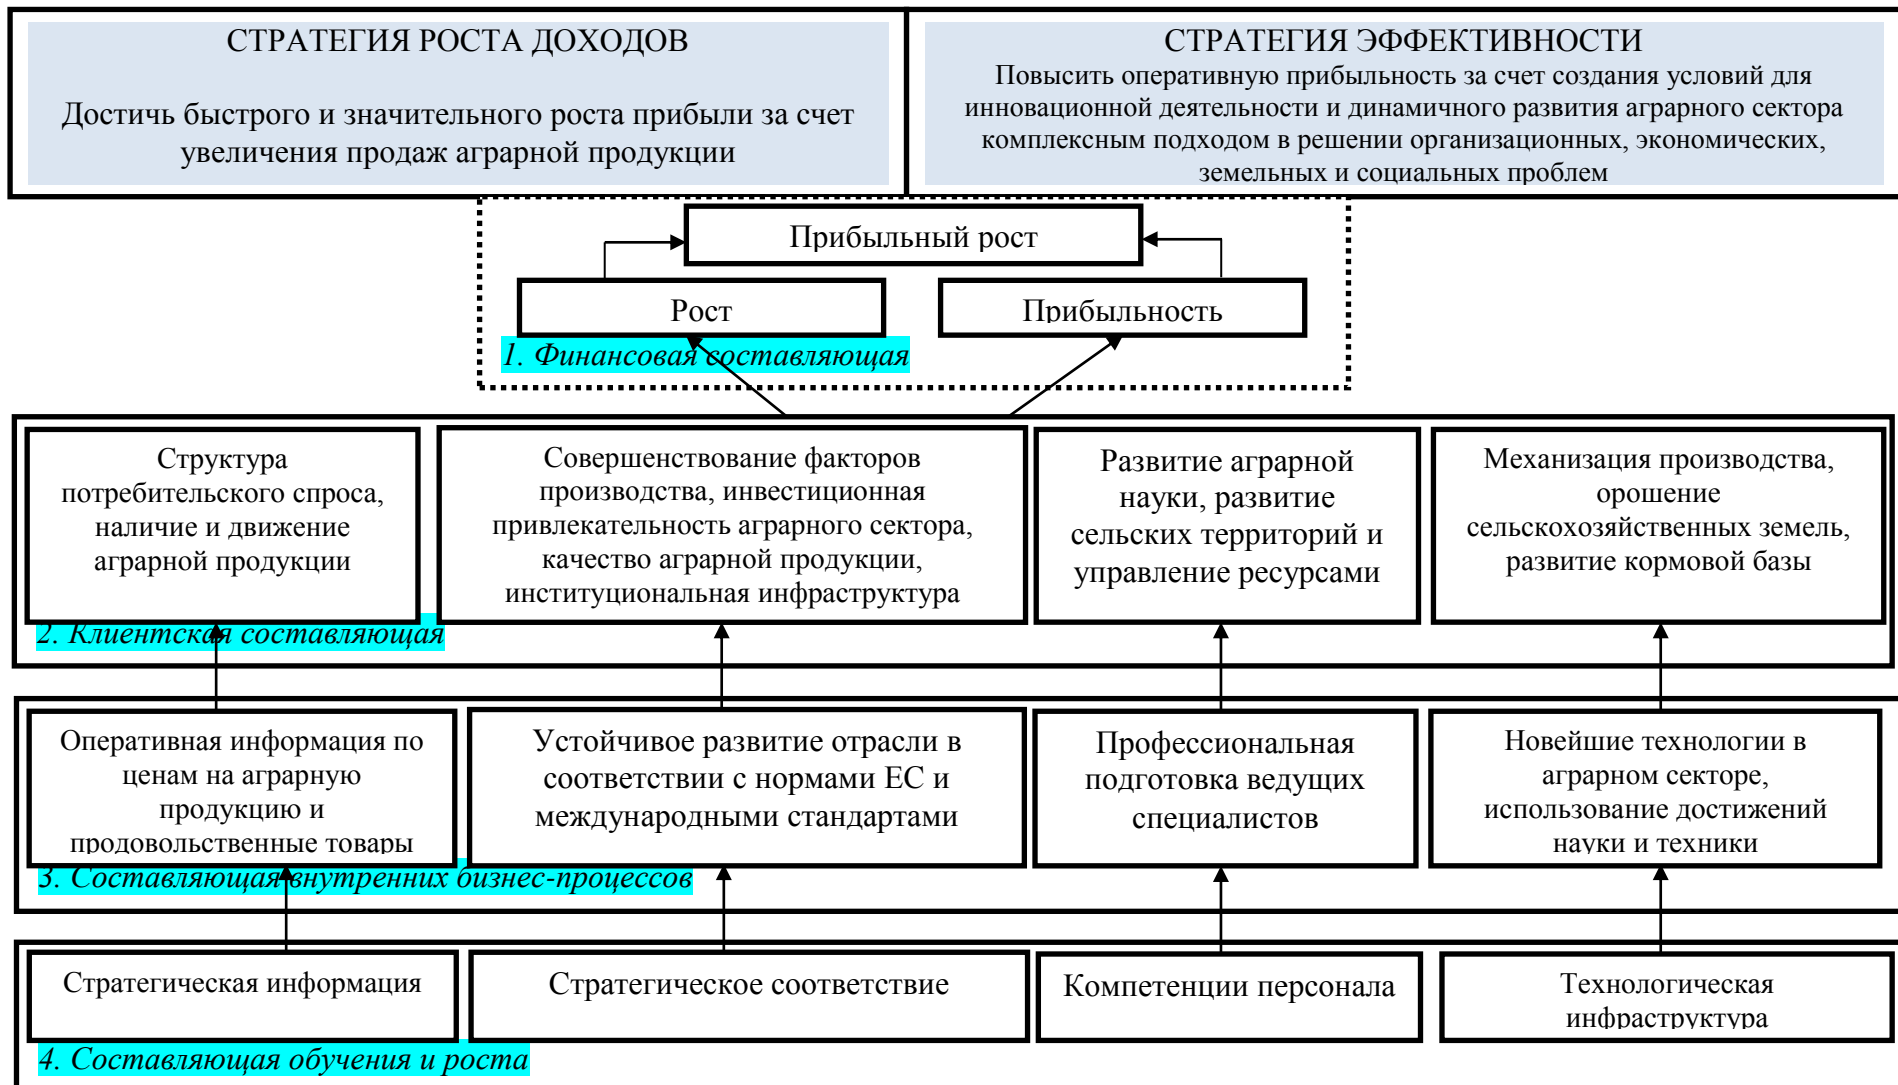 СТРАТЕГИЯ РОСТА ДОХОДОВ
Достичь быстрого и значительного роста прибыли за счет
увеличения продаж аграрной продукции
СТРАТЕГИЯ ЭФФЕКТИВНОСТИ
Повысить оперативную прибыльность за счет создания условий для
инновационной деятельности и динамичного развития аграрного сектора
комплексным подходом в решении организационных, экономических,
земельных и социальных проблем
Прибыльный рост
Рост
Прибыльность
1. Финансовая составляющая
Структура
потребительского спроса,
наличие и движение
аграрной продукции
Совершенствование факторов
производства, инвестиционная
привлекательность аграрного сектора,
качество аграрной продукции,
институциональная инфраструктура
Развитие аграрной
науки, развитие
сельских территорий и
управление ресурсами
Механизация производства,
орошение
сельскохозяйственных земель,
развитие кормовой базы
2. Клиентская составляющая
Оперативная информация по
ценам на аграрную
продукцию и
продовольственные товары
Устойчивое развитие отрасли в
соответствии с нормами ЕС и
международными стандартами
Профессиональная
подготовка ведущих
специалистов
Новейшие технологии в
аграрном секторе,
использование достижений
науки и техники
3. Составляющая внутренних бизнес-процессов
Стратегическая информация
Стратегическое соответствие
Компетенции персонала
Технологическая
инфраструктура
4. Составляющая обучения и роста